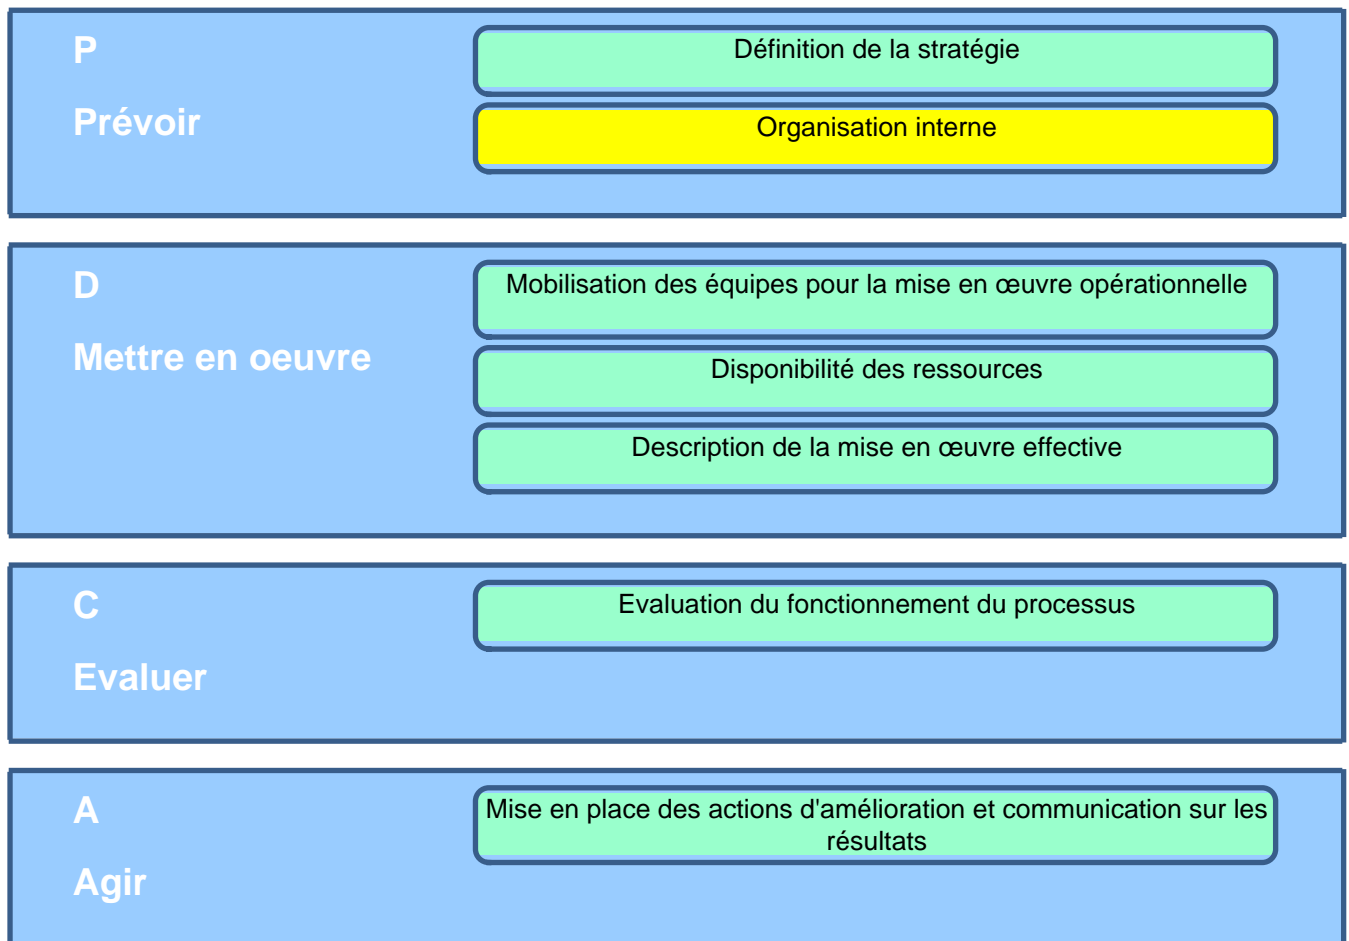 P
Prévoir
Définition de la stratégie
Organisation interne
D
Mettre en oeuvre
Mobilisation des équipes pour la mise en œuvre opérationnelle
Disponibilité des ressources
Description de la mise en œuvre effective
C
Evaluer
Evaluation du fonctionnement du processus
A
Agir
Mise en place des actions d'amélioration et communication sur les
résultats